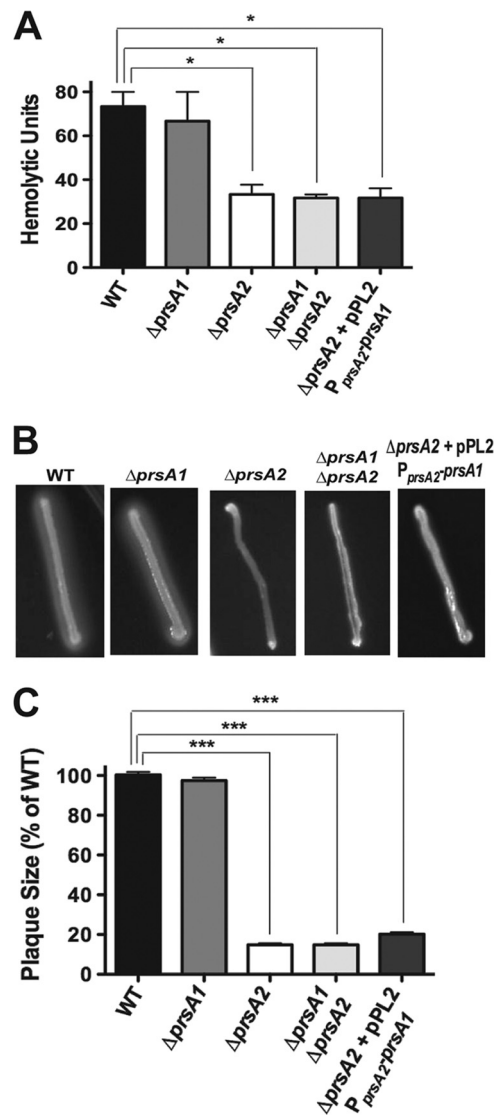 A
*
*
*
Hemolytic Units
80
60
40
20
0
WT
ΔprsA1
ΔprsA2
ΔprsA1
ΔprsA2
ΔprsA2 + pPL2
PprsA2-prsA1
B
WT
ΔprsA1
ΔprsA2
ΔprsA1
ΔprsA2
ΔprsA2 + pPL2
PprsA2-prsA1
C
***
***
***
Plaque Size (% of WT)
100
80
60
40
20
0
WT
ΔprsA1
ΔprsA2
ΔprsA1
ΔprsA2
ΔprsA2 + pPL2
PprsA2-prsA1